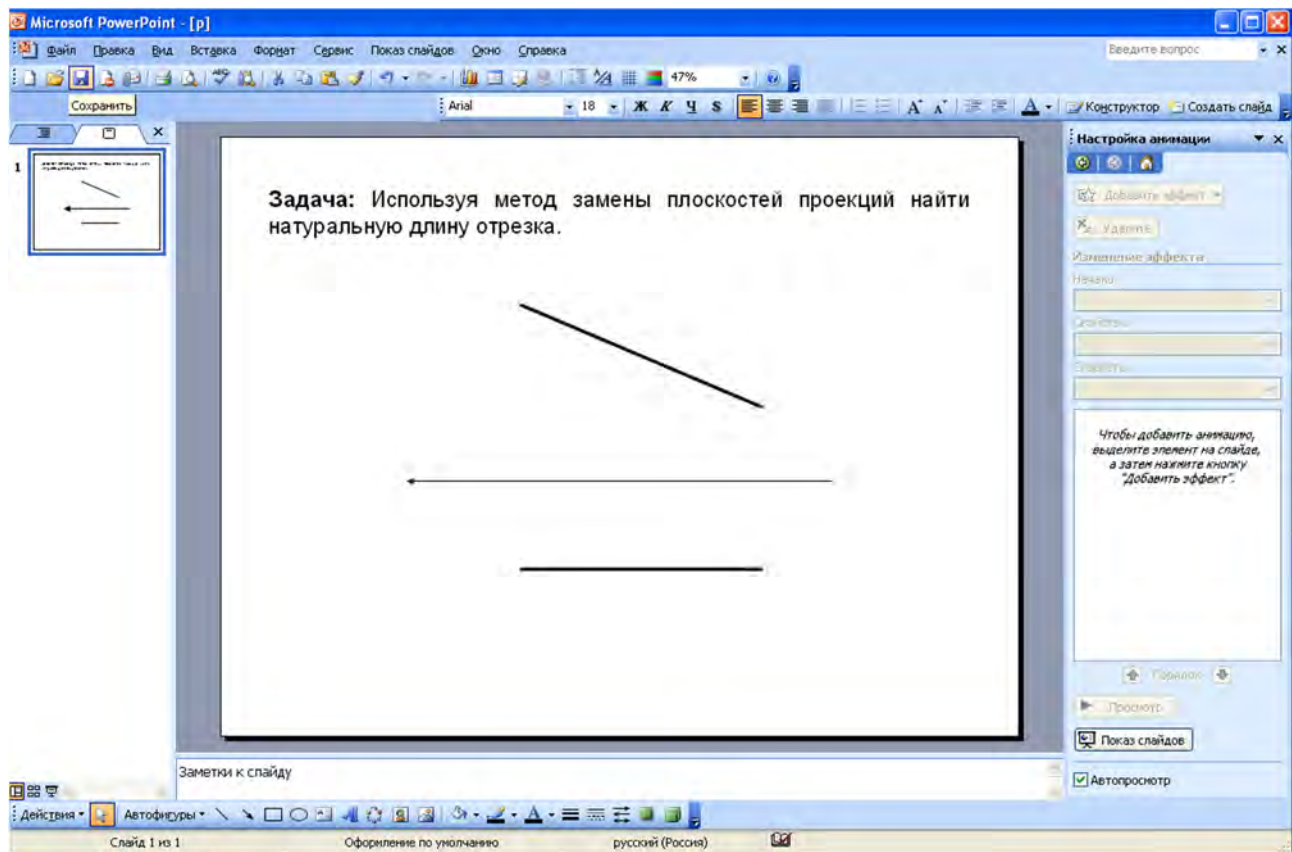 Microsoft PowerPoint - [p]
Файл Правка Вид Вставка Формат Сервис Показ слайдов Окно Справка
Введите вопрос
47%
Сохранить
Arial 18 Ж К Ч S
Конструктор Создать слайд
Настройка анимации
1
Добавить эффект
Удалить
Изменение эффекта
Начало:
Свойство:
Скорость:
Задача: Используя метод замены плоскостей проекций найти
натуральную длину отрезка.
Чтобы добавить анимацию,
выделите элемент на слайде,
а затем нажмите кнопку
"Добавить эффект".
Порядок
Просмотр
Показ слайдов
Автопросмотр
Заметки к слайду
Действия Автофигуры
Слайд 1 из 1 Оформление по умолчанию русский (Россия)